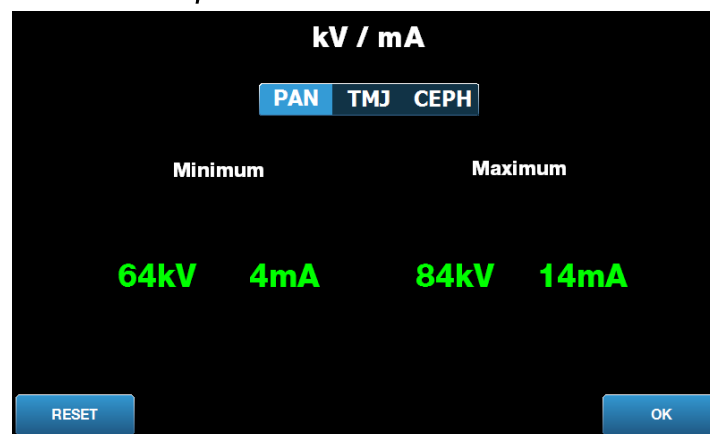 kV / mA
PAN TMJ CEPH
Minimum Maximum
64kV 4mA 84kV 14mA
RESET OK